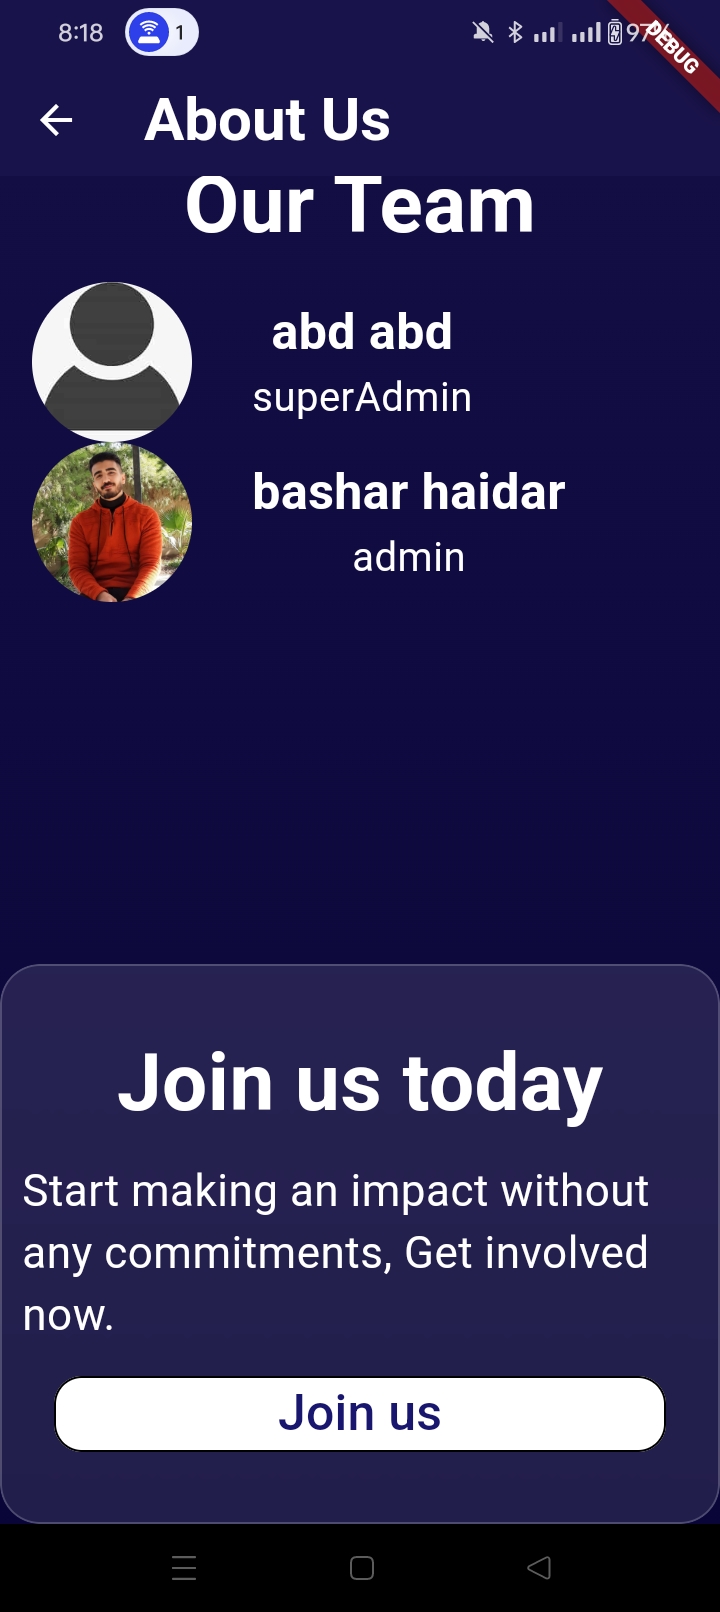 8:18
1
97%
DEBUG
About Us
Our Team
abd abd
superAdmin
bashar haidar
admin
Join us today
Start making an impact without
any commitments, Get involved
now.
Join us